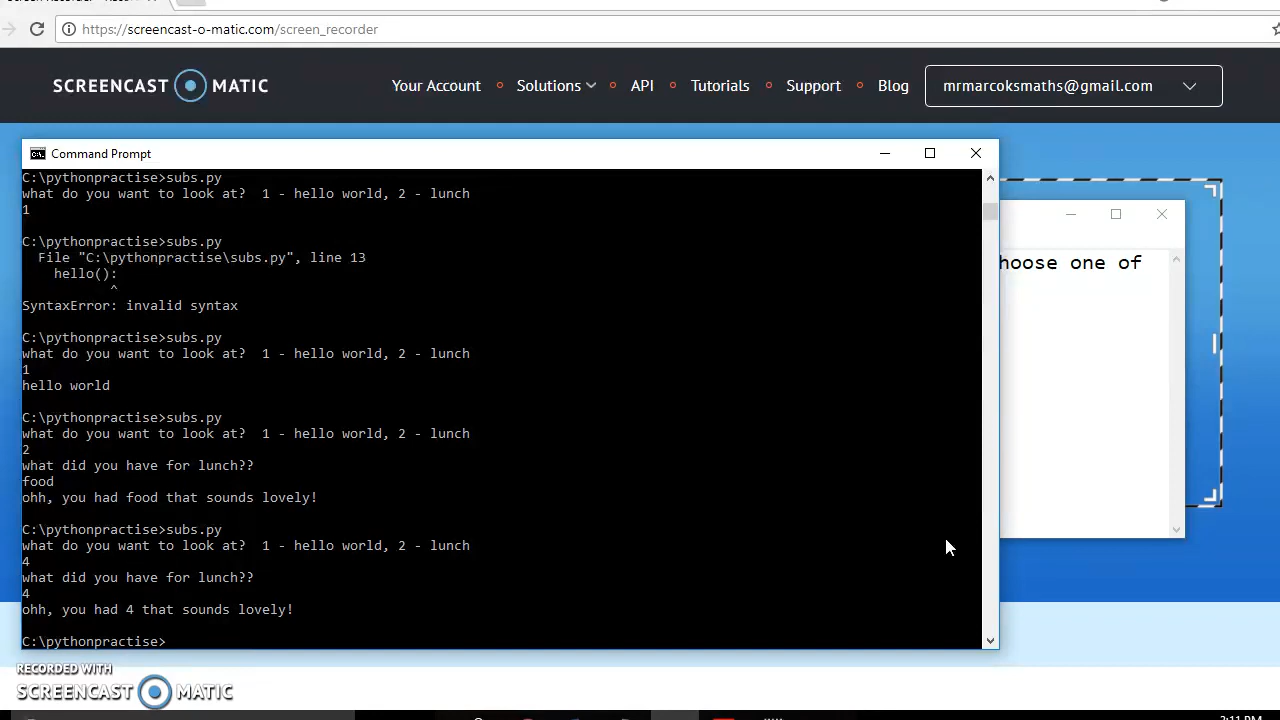 https://screencast-o-matic.com/screen_recorder
SCREENCAST MATIC
Your Account Solutions API Tutorials Support Blog mrmarcoksmaths@gmail.com
Command Prompt
C:\pythonpractise>subs.py
what do you want to look at?  1 - hello world, 2 - lunch
1
C:\pythonpractise>subs.py
File "C:\pythonpractise\subs.py", line 13
hello():
^
SyntaxError: invalid syntax
C:\pythonpractise>subs.py
what do you want to look at?  1 - hello world, 2 - lunch
1
hello world
C:\pythonpractise>subs.py
what do you want to look at?  1 - hello world, 2 - lunch
2
what did you have for lunch??
food
ohh, you had food that sounds lovely!
C:\pythonpractise>subs.py
what do you want to look at?  1 - hello world, 2 - lunch
4
what did you have for lunch??
4
ohh, you had 4 that sounds lovely!
C:\pythonpractise>
hoose one of
RECORDED WITH
SCREENCAST MATIC